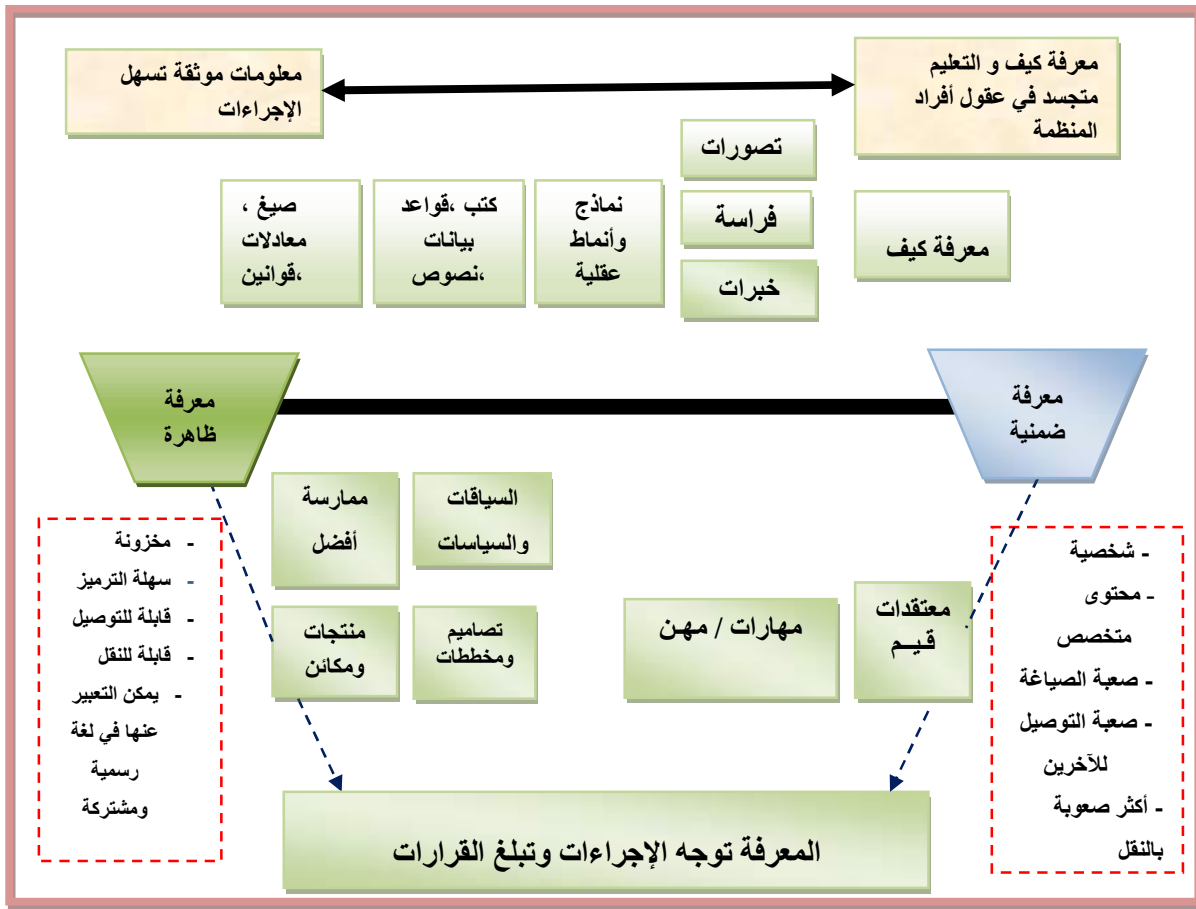 معرفة كيف و التعليم
متجسد في عقول أفراد
المنظمة
معلومات موثقة تسهل
الإجراءات
تصورات
فراسة
خبرات
معرفة كيف
نماذج
وأنماط
عقلية
كتب ،قواعد
بيانات
،نصوص
صيغ ،
معادلات
،قوانين
معرفة
ضمنية
معرفة
ظاهرة
السياقات
والسياسات
ممارسة
أفضل
معتقدات
قيــم
مهارات / مهـن
تصاميم
ومخططات
منتجات
ومكائن
- شخصية
- محتوى
متخصص
- صعبة الصياغة
- صعبة التوصيل
للآخرين
- أكثر صعوبة
بالنقل
- مخزونة
- سهلة الترميز
- قابلة للتوصيل
- قابلة للنقل
- يمكن التعبير
عنها في لغة
رسمية
ومشتركة
المعرفة توجه الإجراءات وتبلغ القرارات